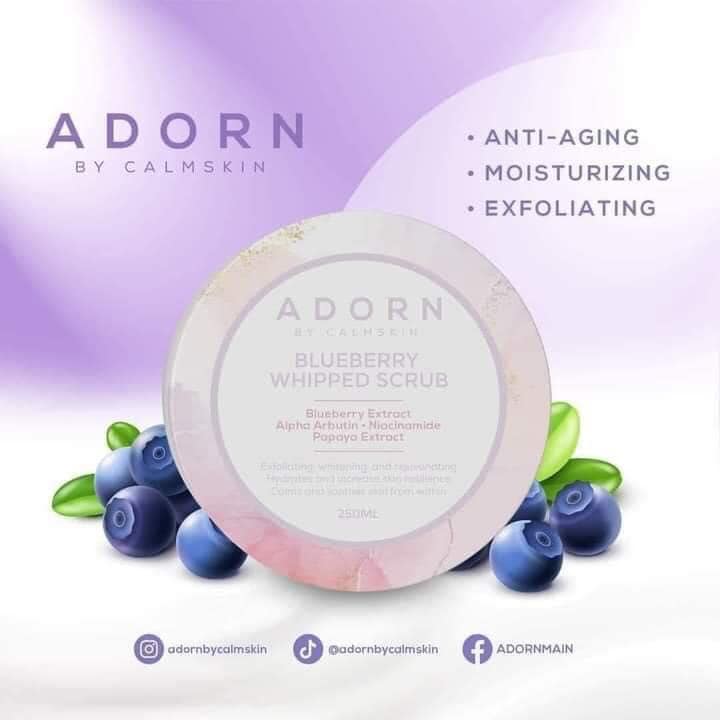 ADORN
BY CALMSKIN
• ANTI-AGING
• MOISTURIZING
• EXFOLIATING
ADORN
BY CALMSKIN
BLUEBERRY
WHIPPED SCRUB
Blueberry Extract
Alpha Arbutin • Niacinamide
Papaya Extract
Exfoliating, whitening, and rejuvenating
Hydrates and increase skin resilience
Calms and soothes skin from within
250ML
adornbycalmskin
@adornbycalmskin
ADORNMAIN